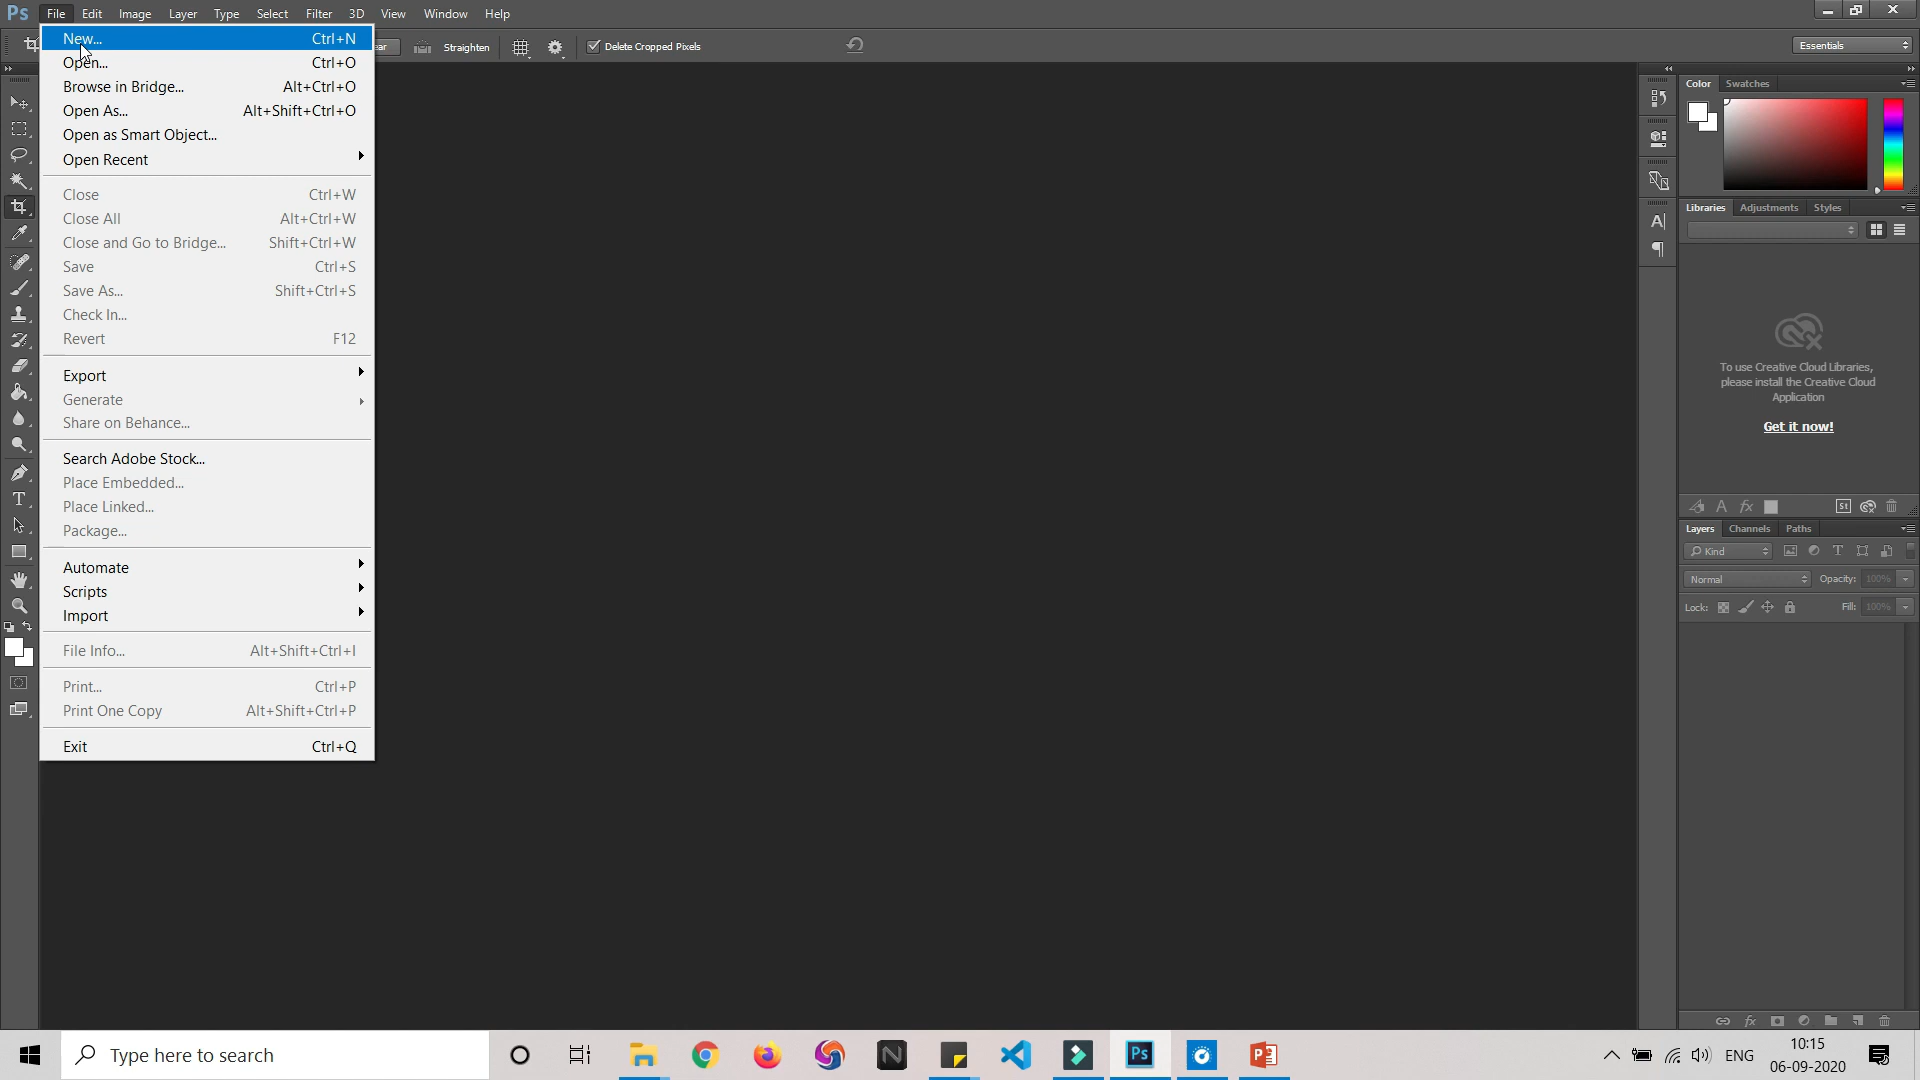 Ps File Edit Image Layer Type Select Filter 3D View Window Help
Straighten Delete Cropped Pixels Essentials
New... Ctrl+N
Open... Ctrl+O
Browse in Bridge... Alt+Ctrl+O
Open As... Alt+Shift+Ctrl+O
Open as Smart Object...
Open Recent
Close Ctrl+W
Close All Alt+Ctrl+W
Close and Go to Bridge... Shift+Ctrl+W
Save Ctrl+S
Save As... Shift+Ctrl+S
Check In...
Revert F12
Export
Generate
Share on Behance...
Search Adobe Stock...
Place Embedded...
Place Linked...
Package...
Automate
Scripts
Import
File Info... Alt+Shift+Ctrl+I
Print... Ctrl+P
Print One Copy Alt+Shift+Ctrl+P
Exit Ctrl+Q
Color Swatches
Libraries Adjustments Styles
To use Creative Cloud Libraries,
please install the Creative Cloud
Application
Get it now!
St
Layers Channels Paths
Kind
Normal Opacity: 100%
Lock: Fill: 100%
Type here to search
Ps
ENG
10:15
06-09-2020